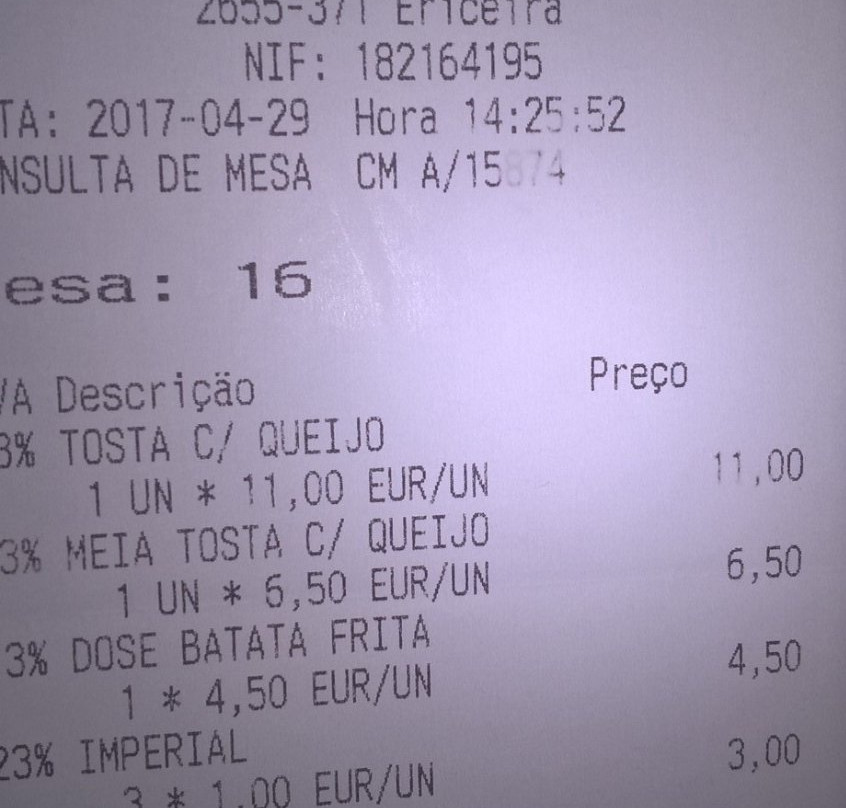 2655-371 Ericeira
NIF: 182164195
TA: 2017-04-29 Hora 14:25:52
NSULTA DE MESA CM A/15874
esa: 16
/A Descrição Preço
3% TOSTA C/ QUEIJO
1 UN * 11,00 EUR/UN 11,00
3% MEIA TOSTA C/ QUEIJO
1 UN * 6,50 EUR/UN 6,50
3% DOSE BATATA FRITA
1 * 4,50 EUR/UN 4,50
23% IMPERIAL
3 * 1,00 EUR/UN 3,00